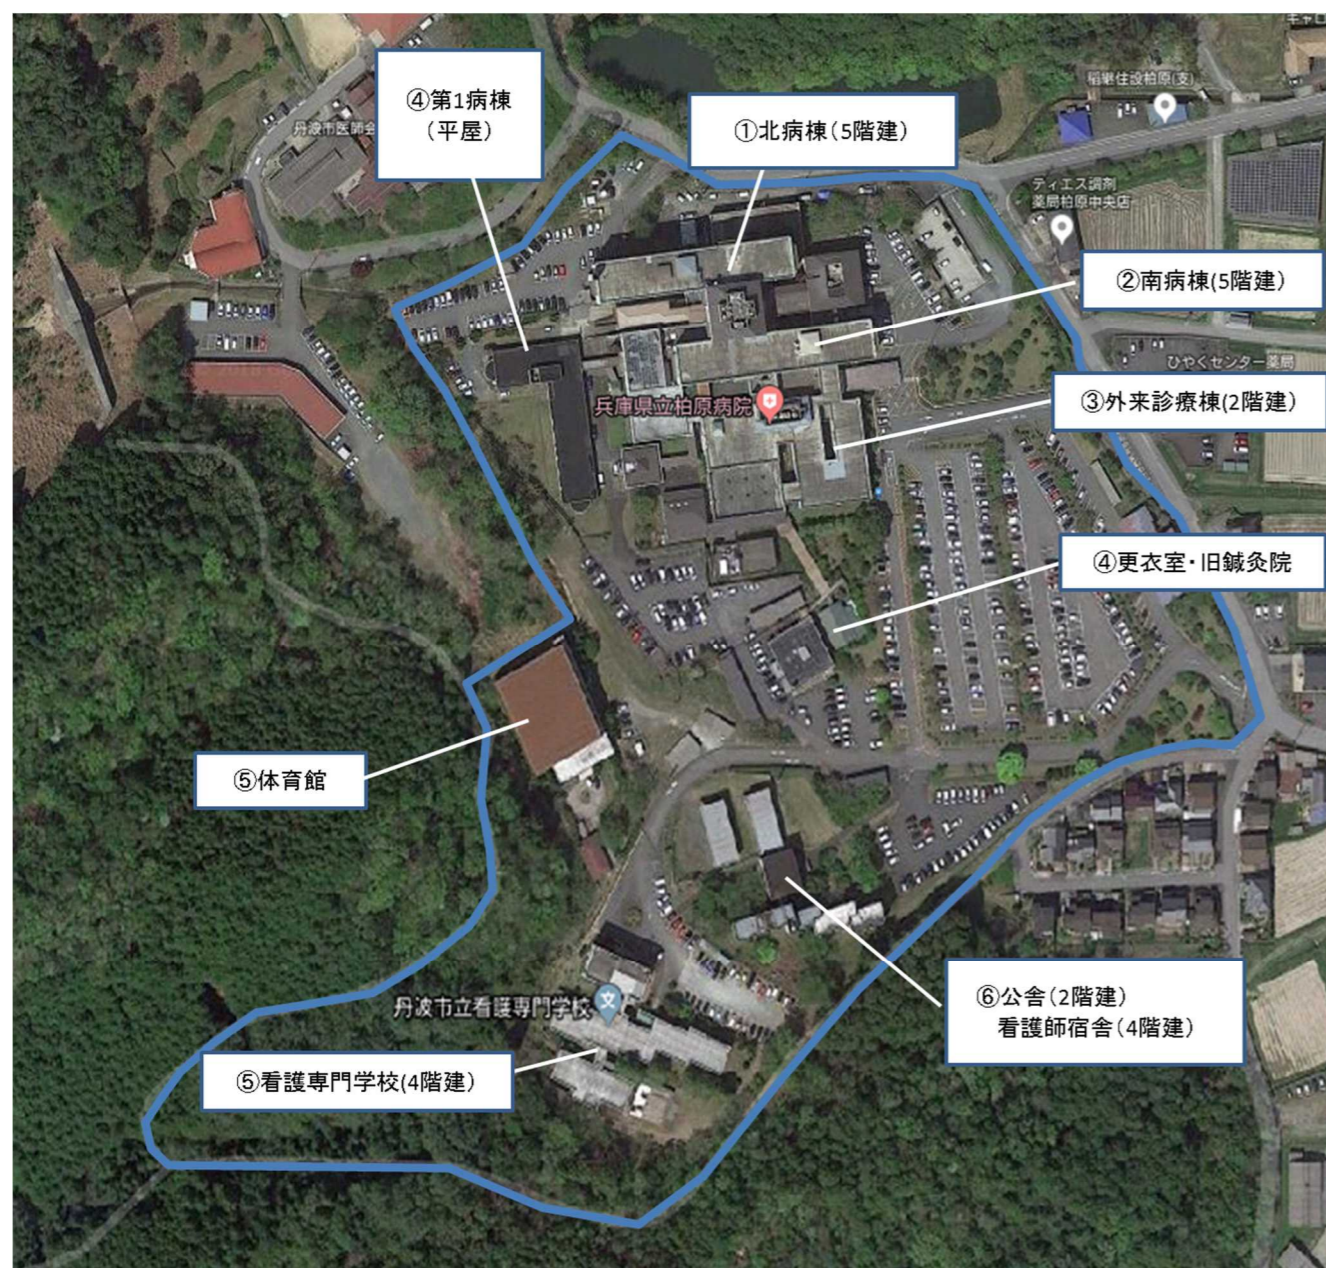 キャロ
稲継住設柏原(支)
④第1病棟
（平屋）
①北病棟（5階建）
丹波市医師会
ティエス調剤
薬局柏原中央店
②南病棟(5階建）
ひやくセンター薬局
兵庫県立柏原病院
③外来診療棟(2階建）
④更衣室・旧鍼灸院
⑤体育館
⑥公舎（2階建）
看護師宿舎（4階建）
丹波市立看護専門学校
文
⑤看護専門学校(4階建）